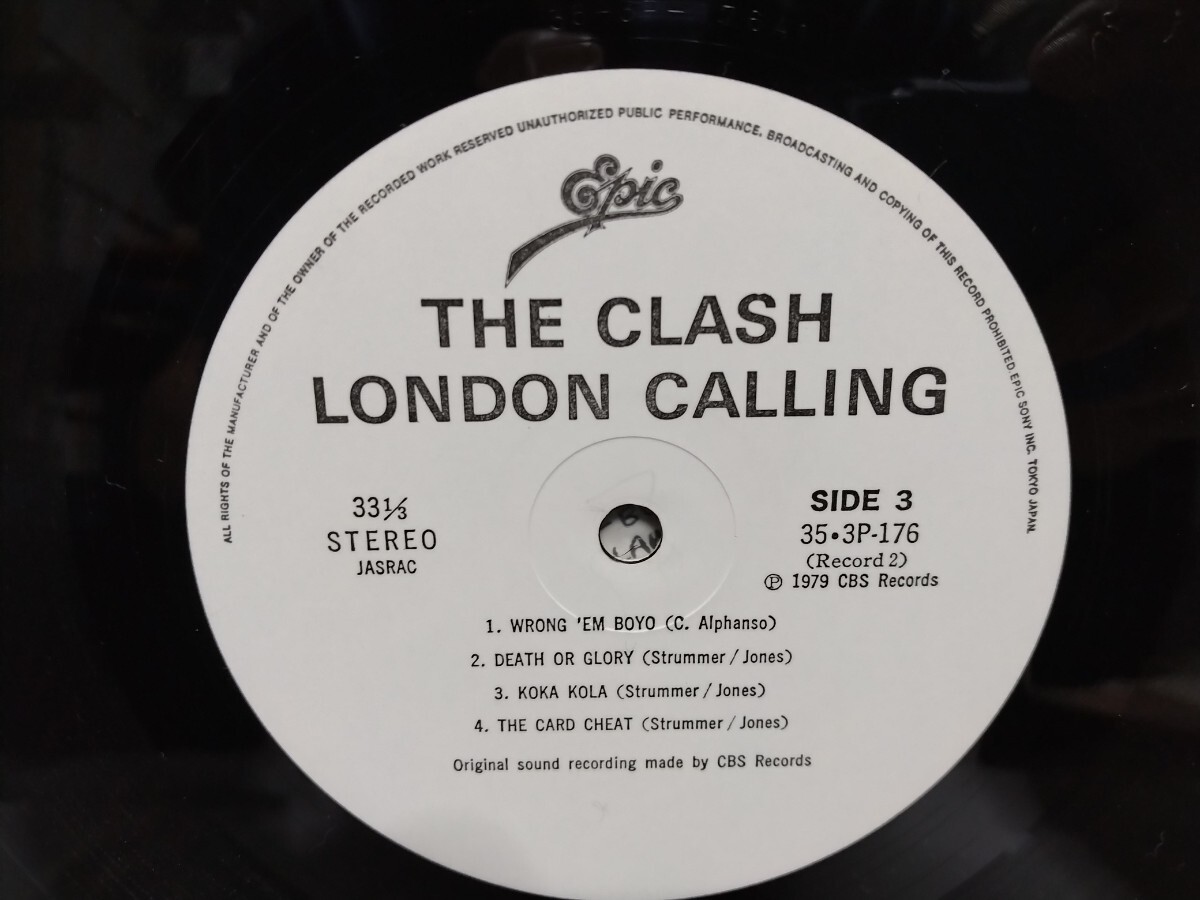 ALL RIGHTS OF THE MANUFACTURER AND OF THE OWNER OF THE RECORDED WORK RESERVED UNAUTHORIZED PUBLIC PERFORMANCE, BROADCASTING AND COPYING OF THIS RECORD PROHIBITED. EPIC SONY INC. TOKYO JAPAN.
Epic
THE CLASH
LONDON CALLING
33⅓
STEREO
JASRAC
SIDE 3
35•3P-176
(Record 2)
℗ 1979 CBS Records
1. WRONG 'EM BOYO (C. Alphanso)
2. DEATH OR GLORY (Strummer/Jones)
3. KOKA KOLA (Strummer/Jones)
4. THE CARD CHEAT (Strummer/Jones)
Original sound recording made by CBS Records